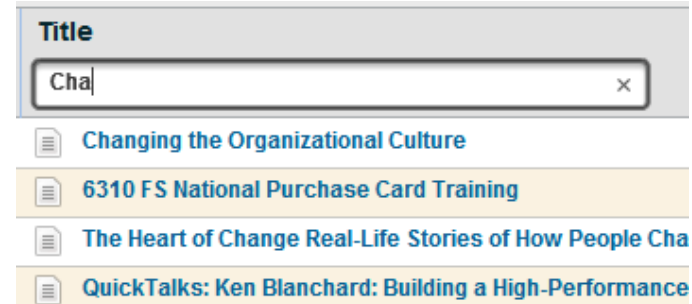 Title
Cha
Changing the Organizational Culture
6310 FS National Purchase Card Training
The Heart of Change Real-Life Stories of How People Cha
QuickTalks: Ken Blanchard: Building a High-Performance